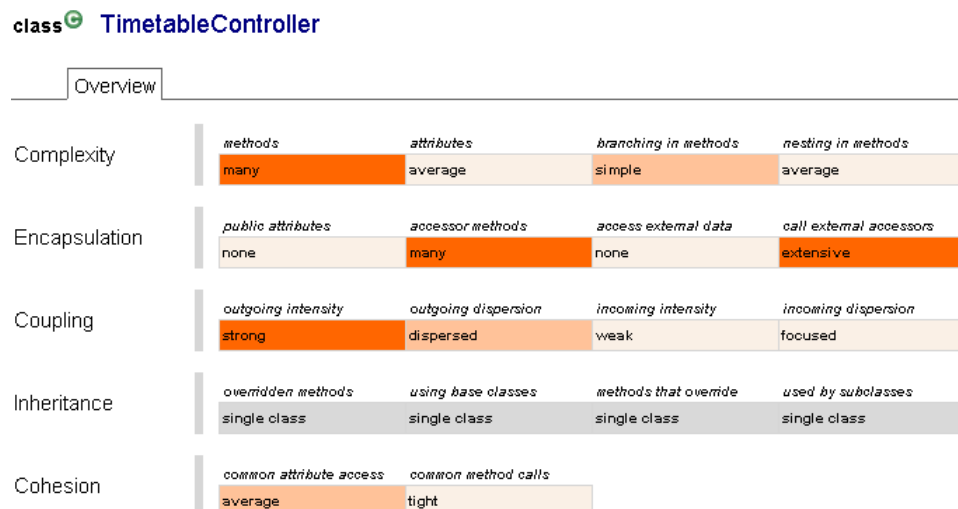 class C TimetableController
Overview
Complexity
methods attributes branching in methods nesting in methods
many average simple average
Encapsulation
public attributes accessor methods access external data call external accessors
none many none extensive
Coupling
outgoing intensity outgoing dispersion incoming intensity incoming dispersion
strong dispersed weak focused
Inheritance
overridden methods using base classes methods that override used by subclasses
single class single class single class single class
Cohesion
common attribute access common method calls
average tight